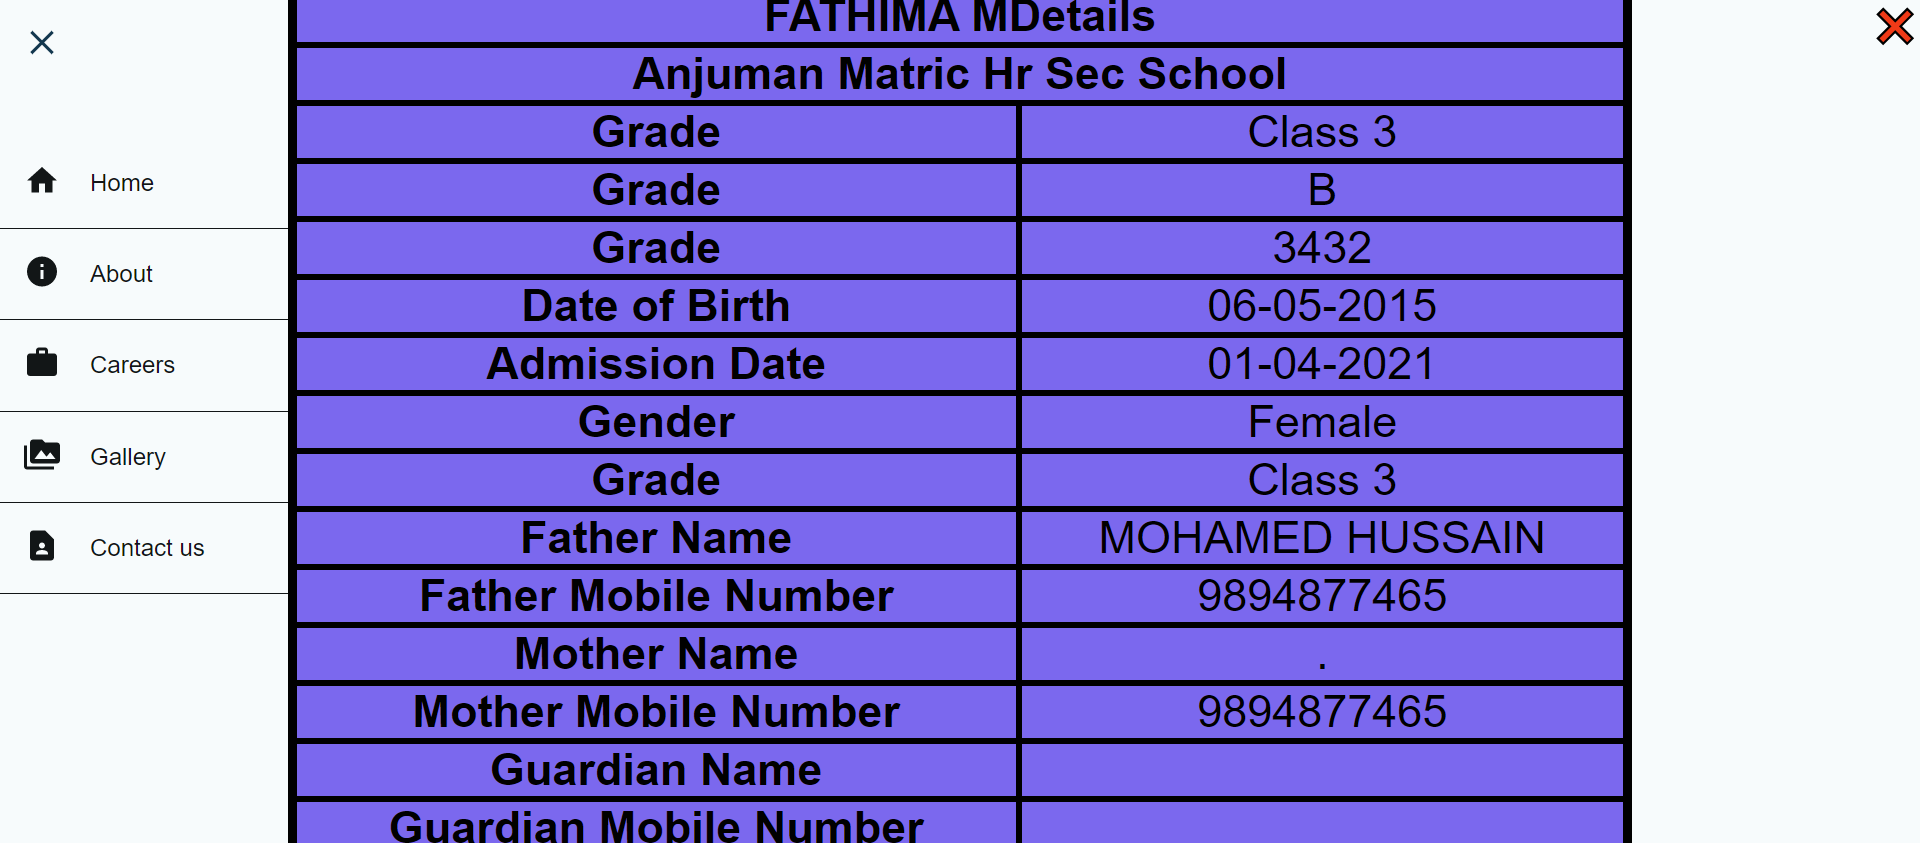 Home
About
Careers
Gallery
Contact us
FATHIMA MDetails
Anjuman Matric Hr Sec School
Grade Class 3
Grade B
Grade 3432
Date of Birth 06-05-2015
Admission Date 01-04-2021
Gender Female
Grade Class 3
Father Name MOHAMED HUSSAIN
Father Mobile Number 9894877465
Mother Name .
Mother Mobile Number 9894877465
Guardian Name
Guardian Mobile Number